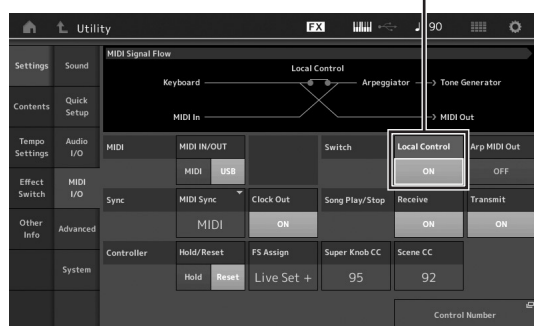 Utility FX ♩ 90
MIDI Signal Flow
Settings Sound
Local Control
Keyboard Arpeggiator Tone Generator
Contents Quick Setup
MIDI In MIDI Out
Tempo Settings Audio I/O
MIDI MIDI IN/OUT Switch Local Control Arp MIDI Out
MIDI USB ON OFF
Effect Switch MIDI I/O
Sync MIDI Sync Clock Out Song Play/Stop Receive Transmit
MIDI ON ON ON
Other Info Advanced
Controller Hold/Reset FS Assign Super Knob CC Scene CC
System
Hold Reset Live Set + 95 92
Control Number